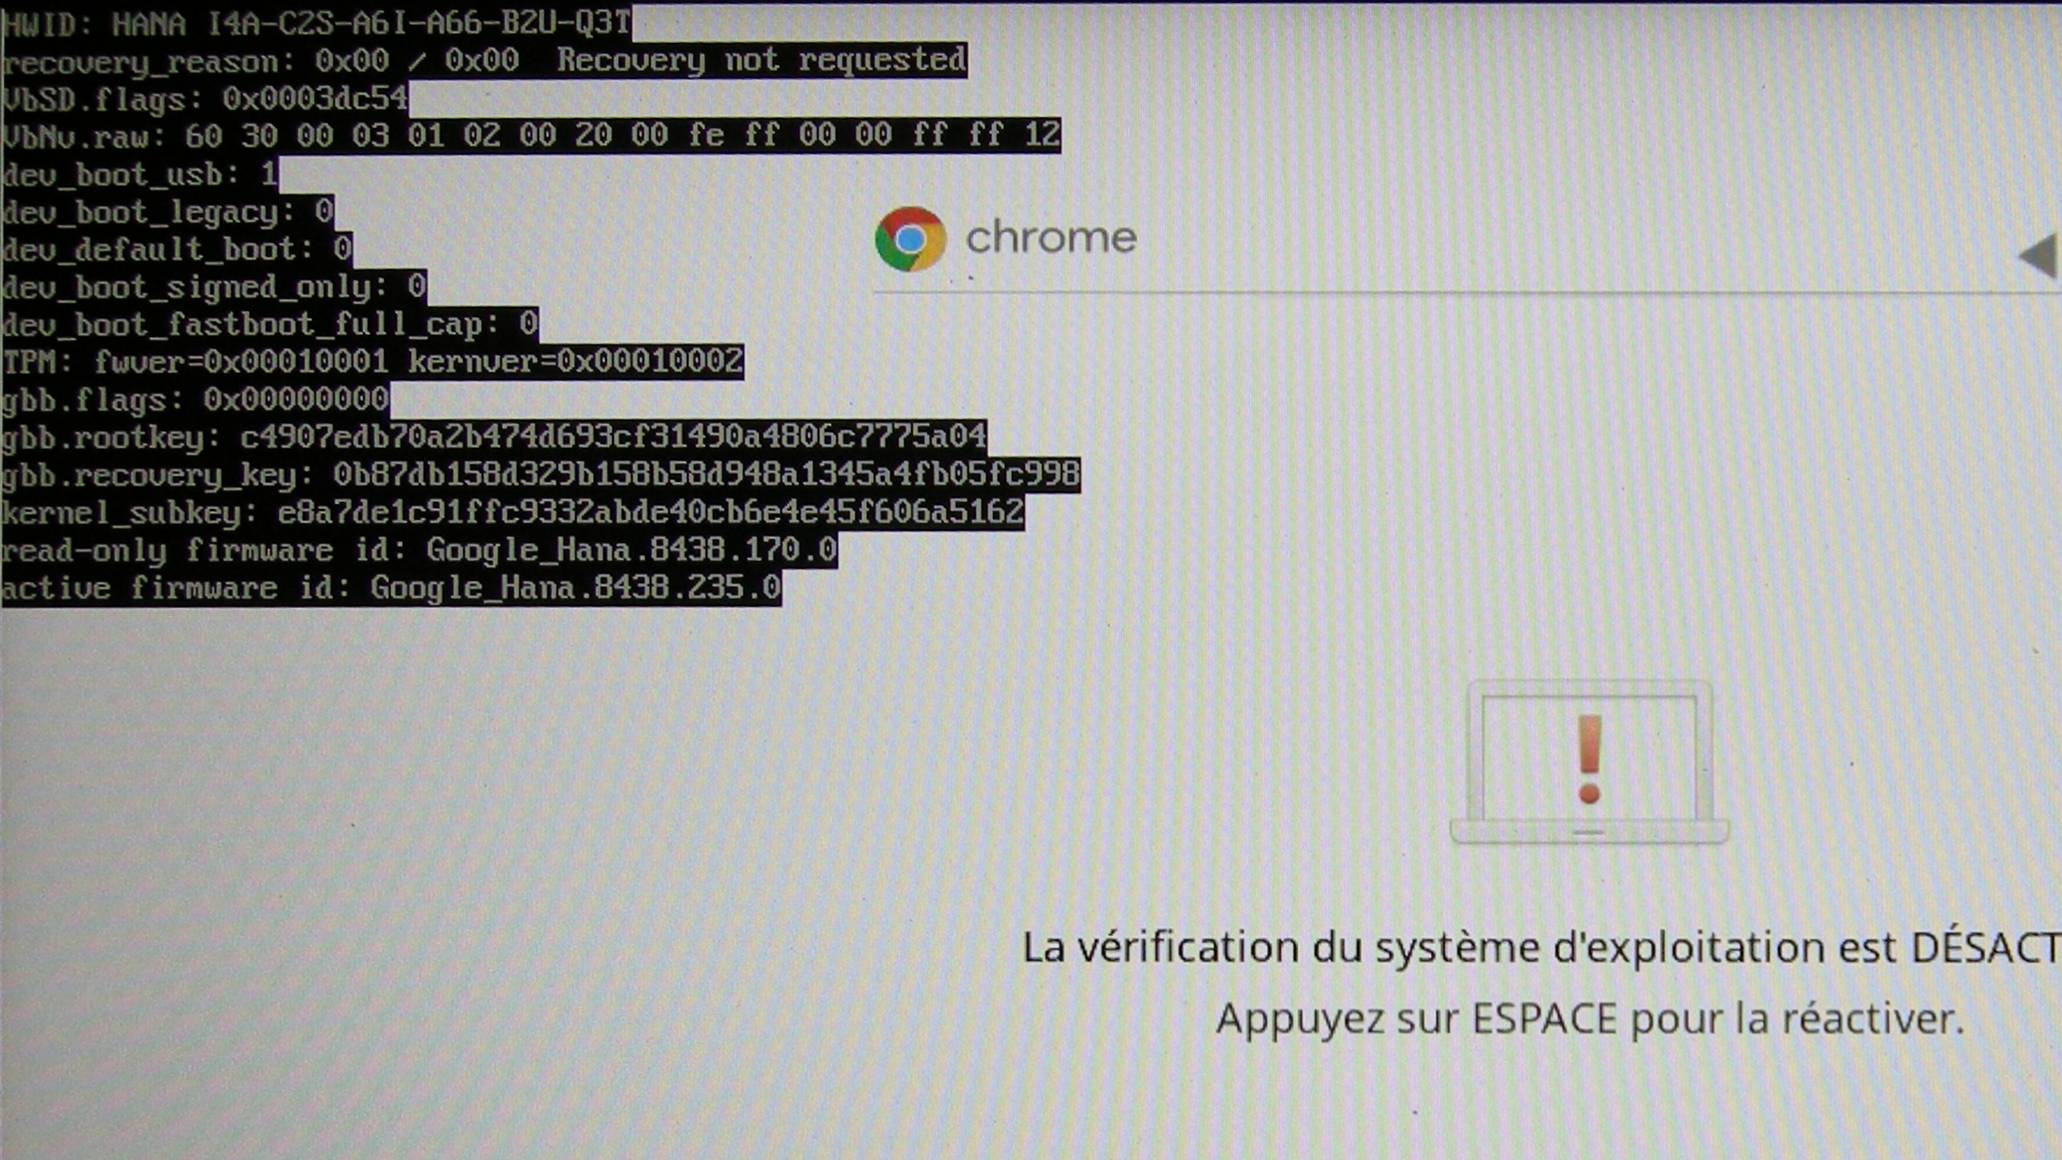 HWID: HANA I4A-C2S-A6I-A66-B2U-Q3T
recovery_reason: 0x00 / 0x00  Recovery not requested
VbSD.flags: 0x0003dc54
VbNv.raw: 60 30 00 03 01 02 00 20 00 fe ff 00 00 ff ff 12
dev_boot_usb: 1
dev_boot_legacy: 0
dev_default_boot: 0
dev_boot_signed_only: 0
dev_boot_fastboot_full_cap: 0
TPM: fwver=0x00010001 kernver=0x00010002
gbb.flags: 0x00000000
gbb.rootkey: c4907edb70a2b474d693cf31490a4806c7775a04
gbb.recovery_key: 0b87db158d329b158b58d948a1345a4fb05fc998
kernel_subkey: e8a7de1c91ffc9332abde40cb6e4e45f606a5162
read-only firmware id: Google_Hana.8438.170.0
active firmware id: Google_Hana.8438.235.0
chrome
La vérification du système d'exploitation est DÉSACT
Appuyez sur ESPACE pour la réactiver.